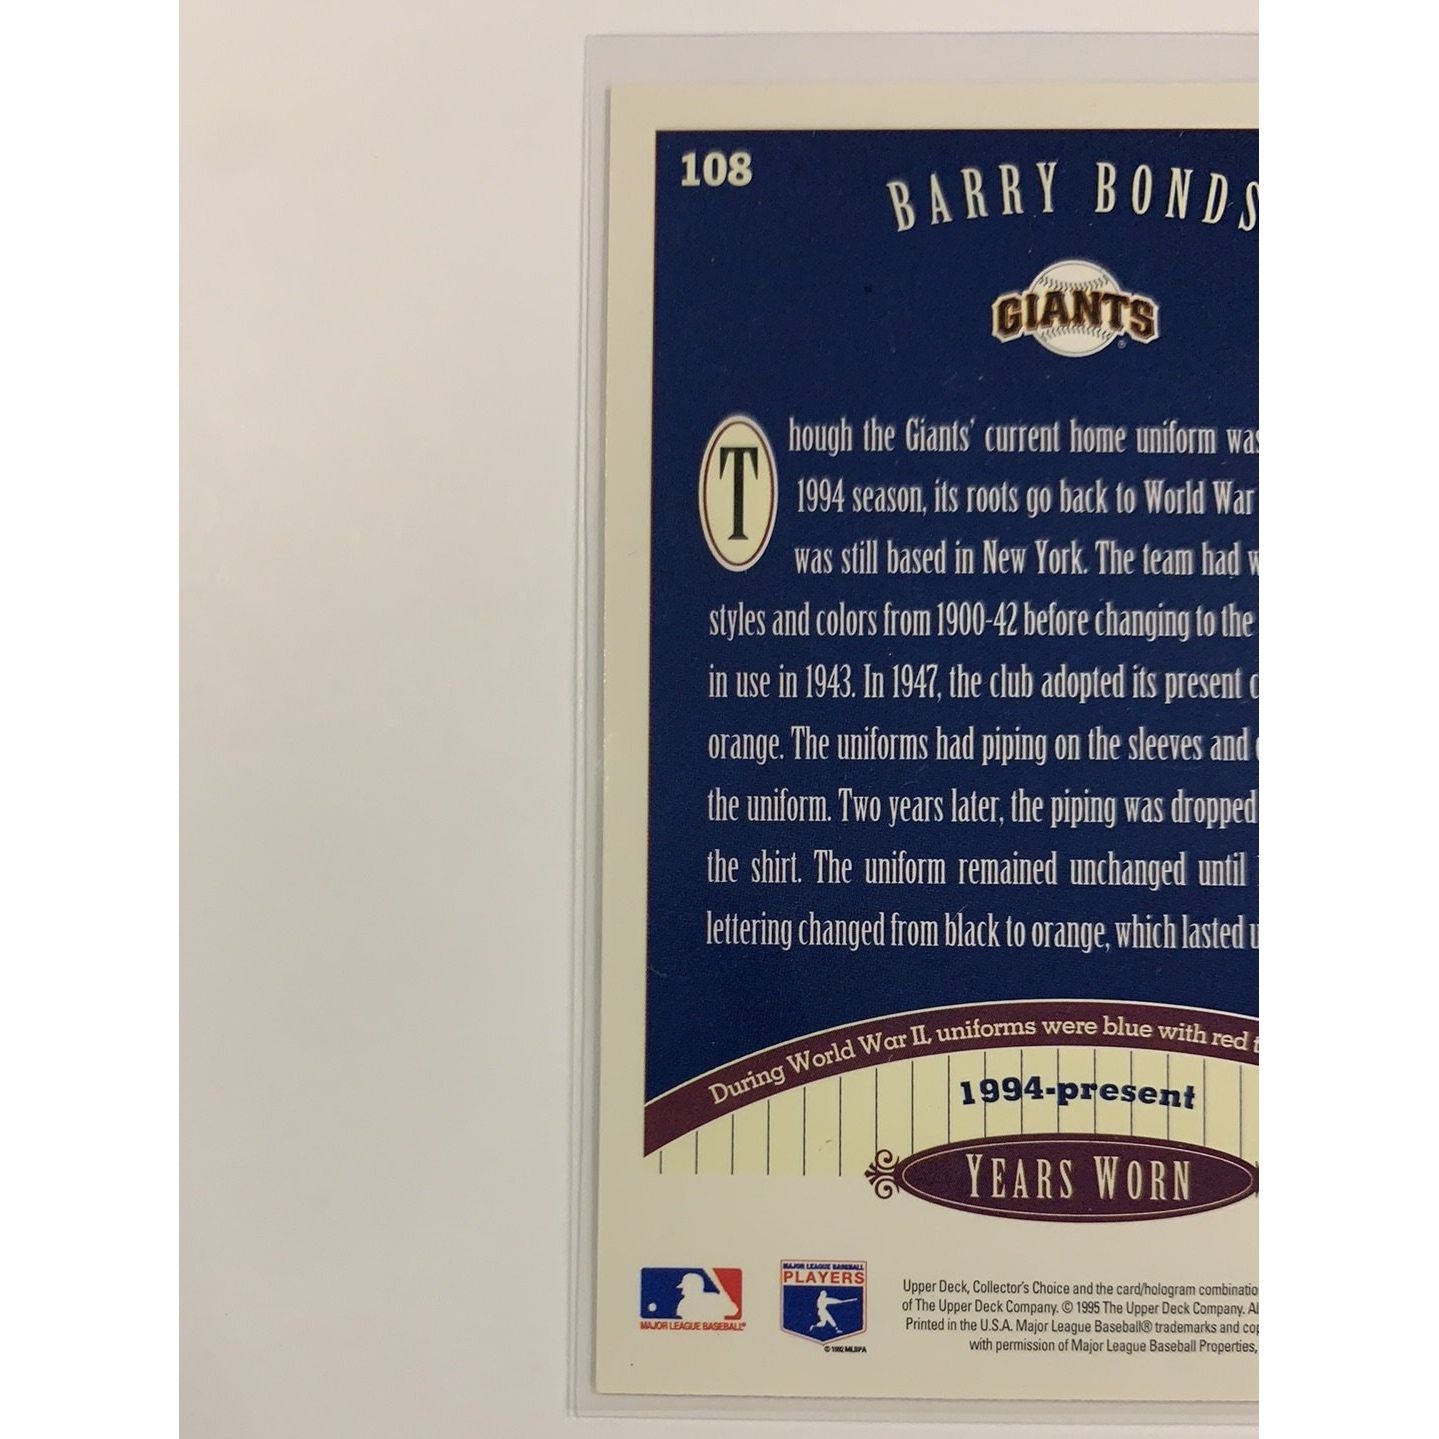 108
BARRY BONDS
GIANTS
Though the Giants' current home uniform was
1994 season, its roots go back to World War
was still based in New York. The team had
styles and colors from 1900-42 before changing to the
in use in 1943. In 1947, the club adopted its present
orange. The uniforms had piping on the sleeves and
the uniform. Two years later, the piping was dropped
the shirt. The uniform remained unchanged until
lettering changed from black to orange, which lasted
During World War II, uniforms were blue with red
1994-present
YEARS WORN
MAJOR LEAGUE BASEBALL®
MAJOR LEAGUE BASEBALL
PLAYERS
© 1992 MLBPA
Upper Deck, Collector's Choice and the card/hologram
of The Upper Deck Company. © 1995 The Upper Deck Company.
Printed in the U.S.A. Major League Baseball® trademarks and
with permission of Major League Baseball Properties,